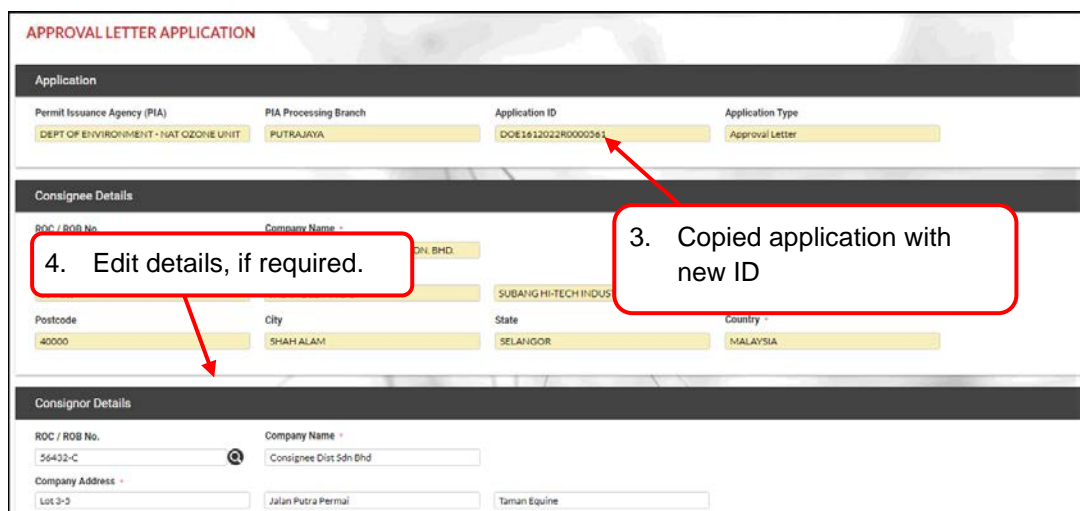 APPROVAL LETTER APPLICATION
Application
Permit Issuance Agency (PIA) PIA Processing Branch Application ID Application Type
DEPT OF ENVIRONMENT - NAT OZONE UNIT PUTRAJAYA DOE1612022R0000361 Approval Letter
Consignee Details
ROC / ROB No. Company Name *
BHD.
4. Edit details, if required.
3. Copied application with
new ID
SUBANG HI-TECH
Postcode City State Country *
40000 SHAH ALAM SELANGOR MALAYSIA
Consignor Details
ROC / ROB No. Company Name *
56432-C Consignee Dist Sdn Bhd
Company Address *
Lot 3-5 Jalan Putra Permai Taman Equine